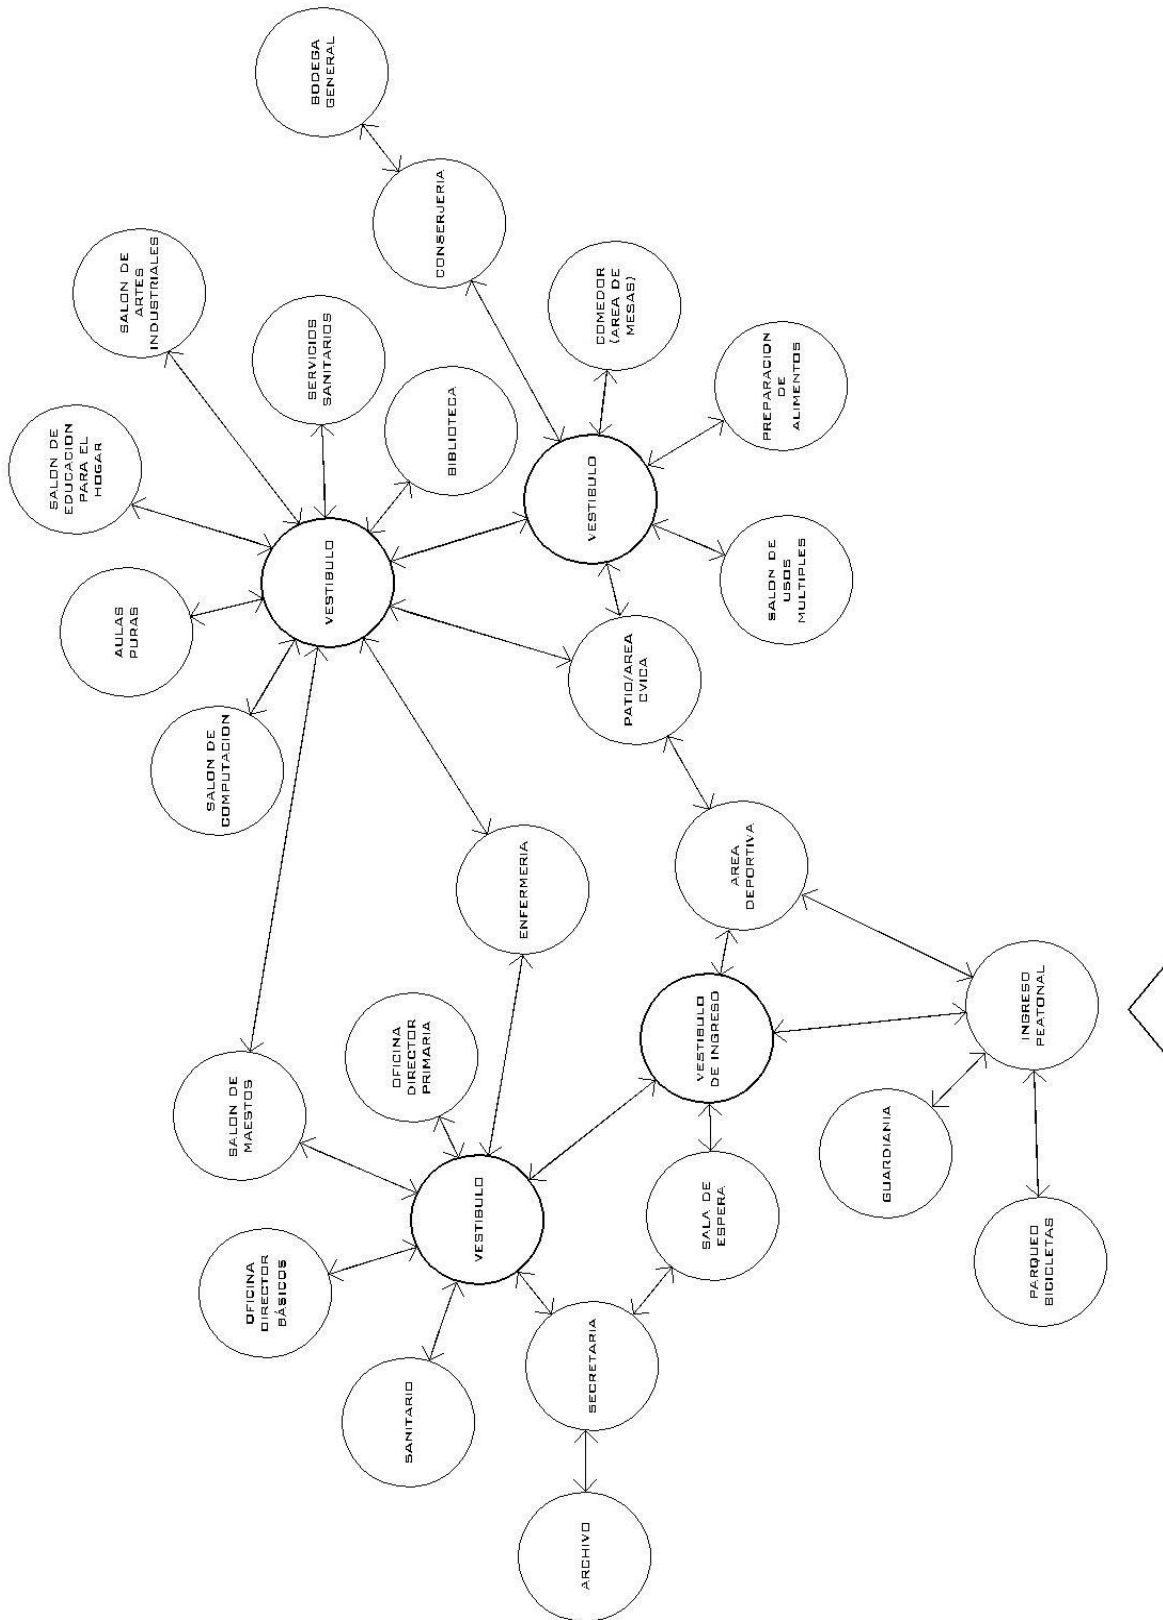 SALON DE
EDUCACION
PARA EL
HOGAR
AULAS
PURAS
SALON DE
ARTES
INDUSTRIALES
SALON DE
COMPUTACION
SALON DE
MAESTOS
OFICINA
DIRECTOR
BÁSICOS
VESTIBULO
SERVICIOS
SANITARIOS
BODEGA
GENERAL
SANITARIO
OFICINA
DIRECTOR
PRIMARIA
BIBLIOTECA
CONSERJERIA
VESTIBULO
ENFERMERIA
ARCHIVO
SECRETARIA
VESTIBULO
COMEDOR
(AREA DE
MESAS)
PATIO/AREA
CVICA
SALA DE
ESPERA
VESTIBULO
DE INGRESO
AREA
DEPORTIVA
SALON DE
USOS
MULTIPLES
PREPARACION
DE
ALIMENTOS
GUARDIANIA
PARQUEO
BICICLETAS
INGRESO
PEATONAL